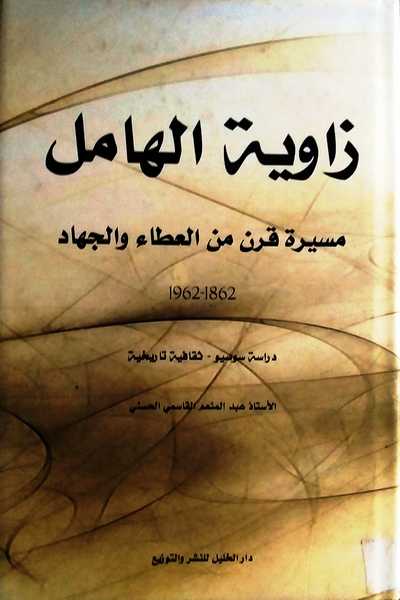 زاوية الهامل
مسيرة قرن من العطاء والجهاد
1962-1862
دراسة سوسيو - ثقافية تاريخية
الأستاذ عبد المنعم القاسمي الحسني
دار الخليل للنشر والتوزيع